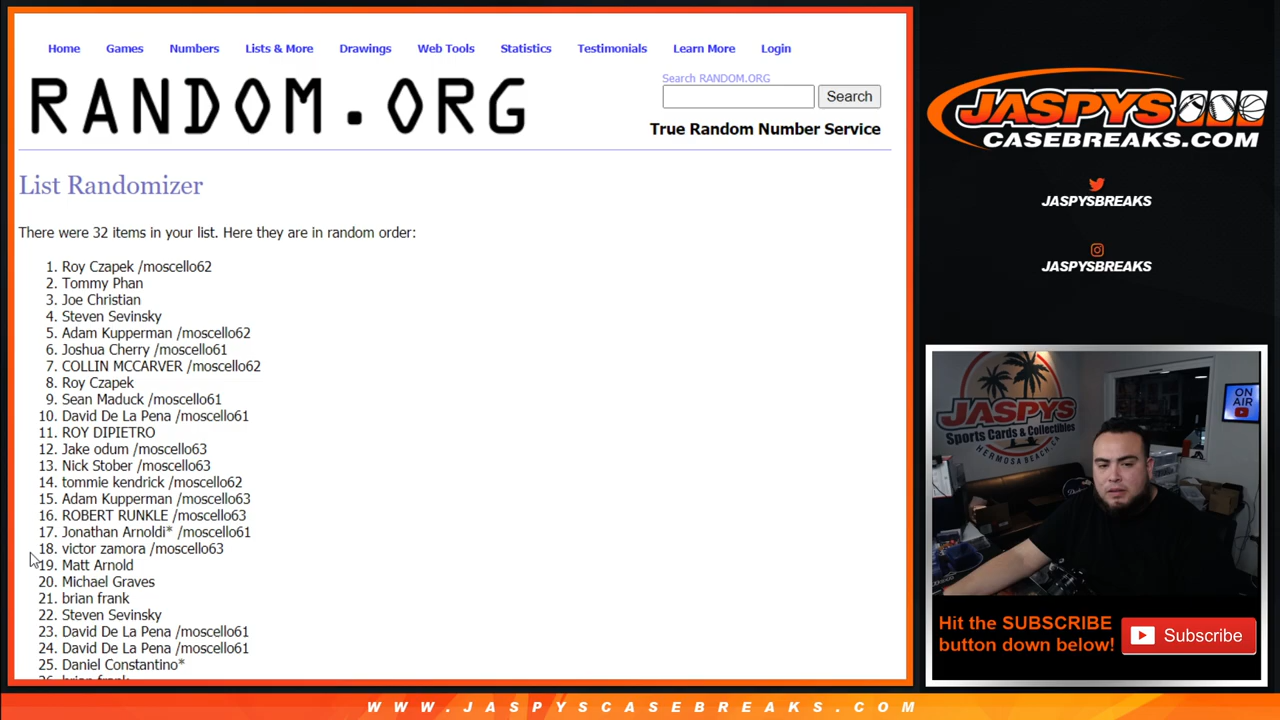 Home Games Numbers Lists & More Drawings Web Tools Statistics Testimonials Learn More Login
RANDOM.ORG
Search RANDOM.ORG
Search
True Random Number Service
List Randomizer
There were 32 items in your list. Here they are in random order:
1. Roy Czapek /moscello62
2. Tommy Phan
3. Joe Christian
4. Steven Sevinsky
5. Adam Kupperman /moscello62
6. Joshua Cherry /moscello61
7. COLLIN MCCARVER /moscello62
8. Roy Czapek
9. Sean Maduck /moscello61
10. David De La Pena /moscello61
11. ROY DIPIETRO
12. Jake odum /moscello63
13. Nick Stober /moscello63
14. tommie kendrick /moscello62
15. Adam Kupperman /moscello63
16. ROBERT RUNKLE /moscello63
17. Jonathan Arnoldi* /moscello61
18. victor zamora /moscello63
19. Matt Arnold
20. Michael Graves
21. brian frank
22. Steven Sevinsky
23. David De La Pena /moscello61
24. David De La Pena /moscello61
25. Daniel Constantino*
26. brian frank
JASPYS
CASEBREAKS.COM
JASPYSBREAKS
JASPYSBREAKS
JASPYS
Sports Cards & Collectibles
HERMOSA BEACH, CA
ON
AIR
Hit the SUBSCRIBE
button down below!
Subscribe
WWW.JASPYSCASEBREAKS.COM